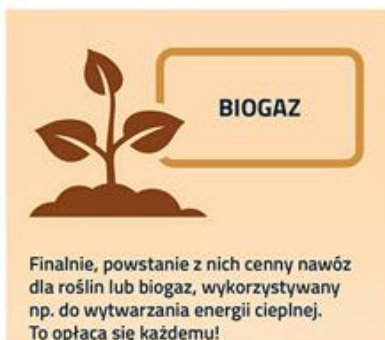 BIOGAZ
Finalnie, powstanie z nich cenny nawóz
dla roślin lub biogaz, wykorzystywany
np. do wytwarzania energii cieplnej.
To opłaca się każdemu!